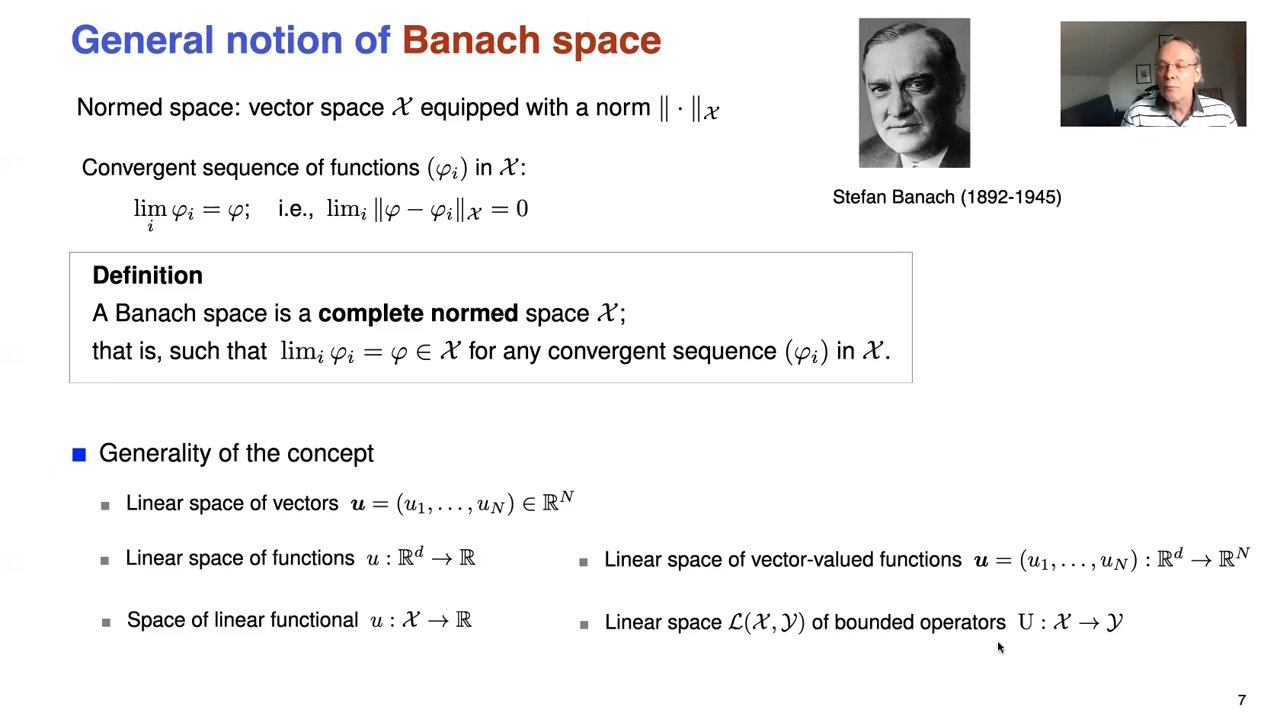 General notion of Banach space
Normed space: vector space 𝒳 equipped with a norm ‖ · ‖_𝒳
Convergent sequence of functions (φ_i) in 𝒳:
lim_i φ_i = φ; i.e., lim_i ‖φ − φ_i‖_𝒳 = 0
Stefan Banach (1892-1945)
Definition
A Banach space is a complete normed space 𝒳;
that is, such that lim_i φ_i = φ ∈ 𝒳 for any convergent sequence (φ_i) in 𝒳.
Generality of the concept
Linear space of vectors u = (u_1, . . . , u_N) ∈ ℝ^N
Linear space of functions u : ℝ^d → ℝ
Linear space of vector-valued functions u = (u_1, . . . , u_N) : ℝ^d → ℝ^N
Space of linear functional u : 𝒳 → ℝ
Linear space ℒ(𝒳, 𝒴) of bounded operators U : 𝒳 → 𝒴
7